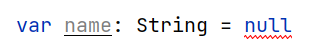 var name: String = null